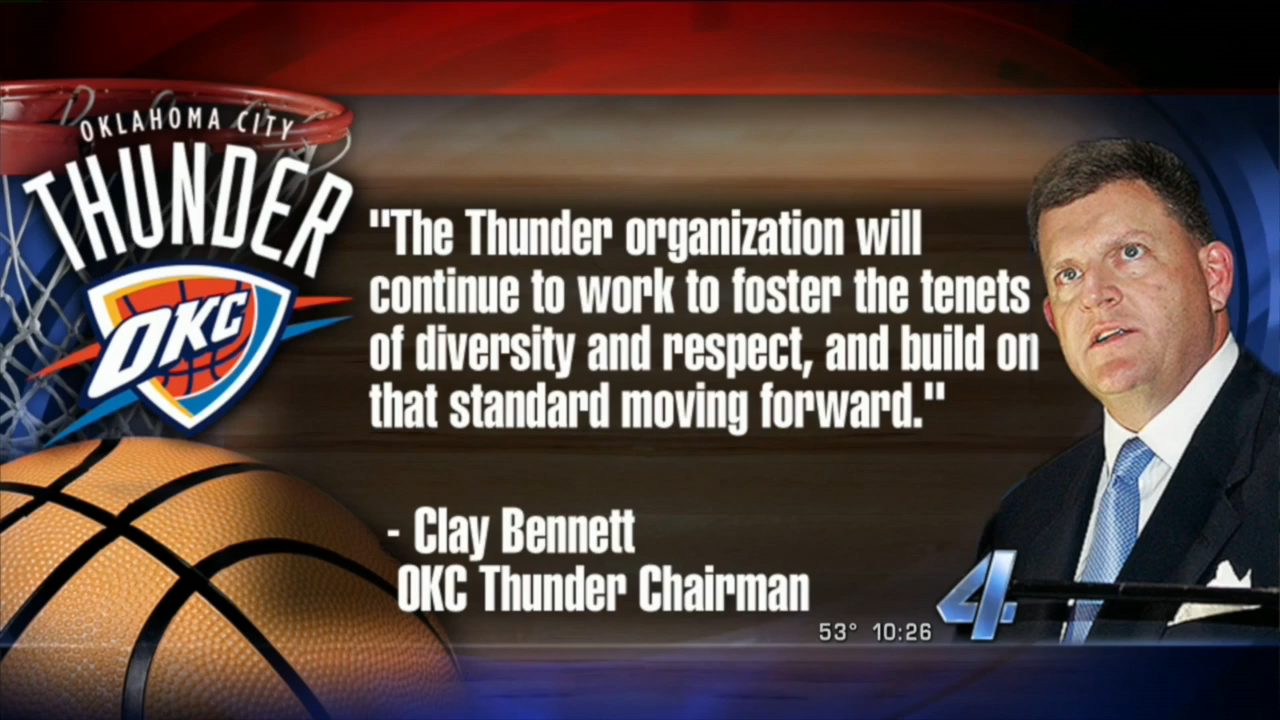 OKLAHOMA CITY
THUNDER
OKC
"The Thunder organization will
continue to work to foster the tenets
of diversity and respect, and build on
that standard moving forward."
- Clay Bennett
OKC Thunder Chairman
53° 10:26
4